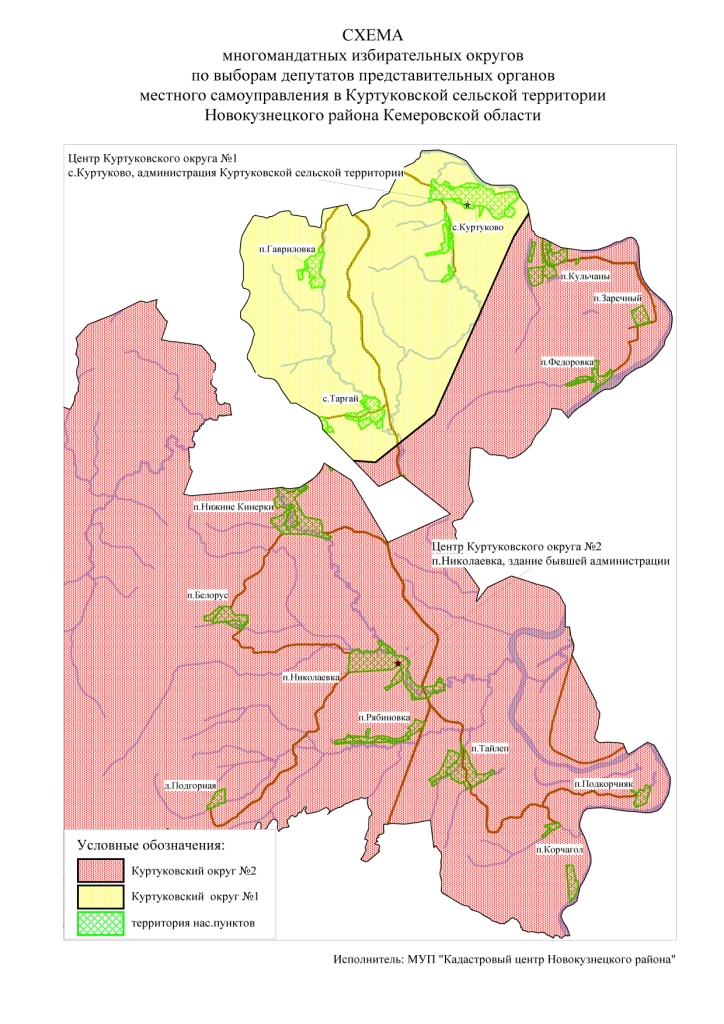 СХЕМА
многомандатных избирательных округов
по выборам депутатов представительных органов
местного самоуправления в Куртуковской сельской территории
Новокузнецкого района Кемеровской области
Центр Куртуковского округа №1
с.Куртуково, администрация Куртуковской сельской территории
с.Куртуково
п.Гавриловка
п.Кульчаны
п.Заречный
п.Федоровка
с.Таргай
п.Нижние Кинерки
Центр Куртуковского округа №2
п.Николаевка, здание бывшей администрации
п.Белорус
п.Николаевка
п.Рябиновка
п.Тайлеп
д.Подгорная
п.Подкорчияк
п.Корчагол
Условные обозначения:
Куртуковский округ №2
Куртуковский округ №1
территория нас.пунктов
Исполнитель: МУП "Кадастровый центр Новокузнецкого района"